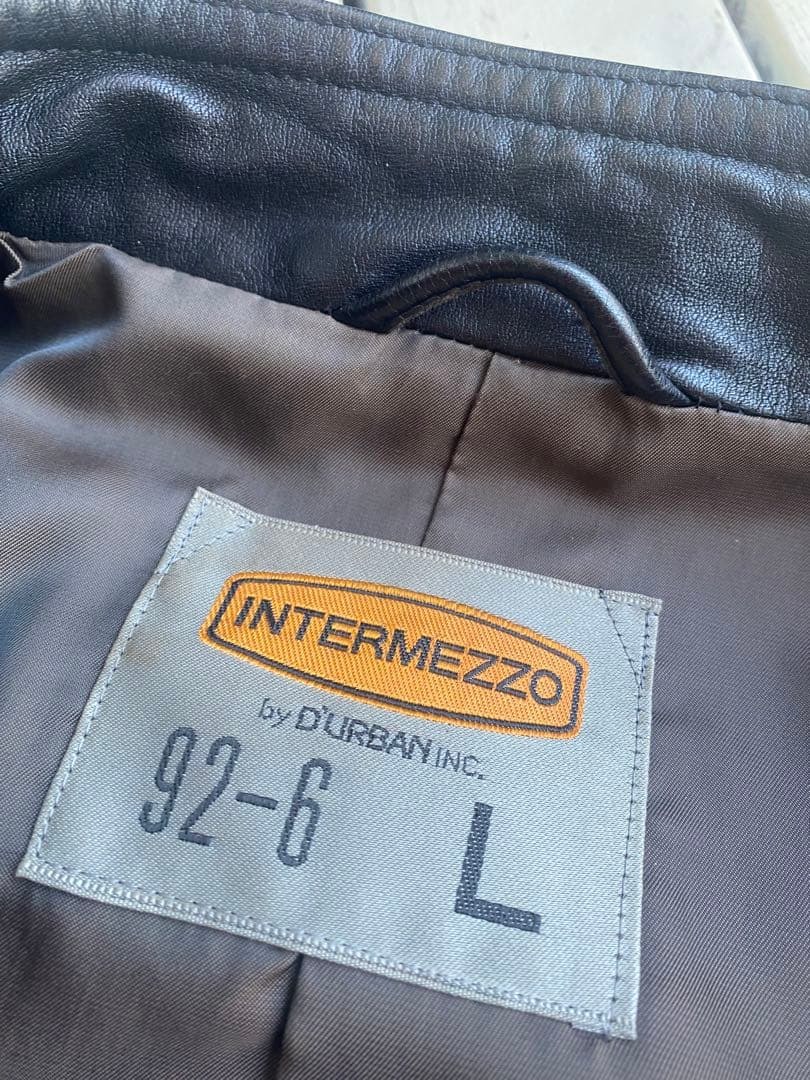 INTERMEZZO
by D'URBAN INC.
92-6
L